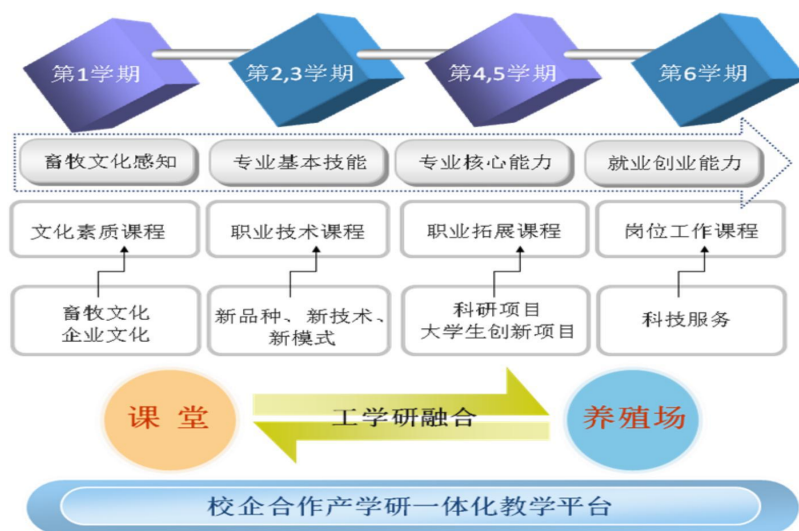 第1学期
第2,3学期
第4,5学期
第6学期
畜牧文化感知
专业基本技能
专业核心能力
就业创业能力
文化素质课程
职业技术课程
职业拓展课程
岗位工作课程
畜牧文化
企业文化
新品种、新技术、
新模式
科研项目
大学生创新项目
科技服务
课 堂
工学研融合
养殖场
校企合作产学研一体化教学平台